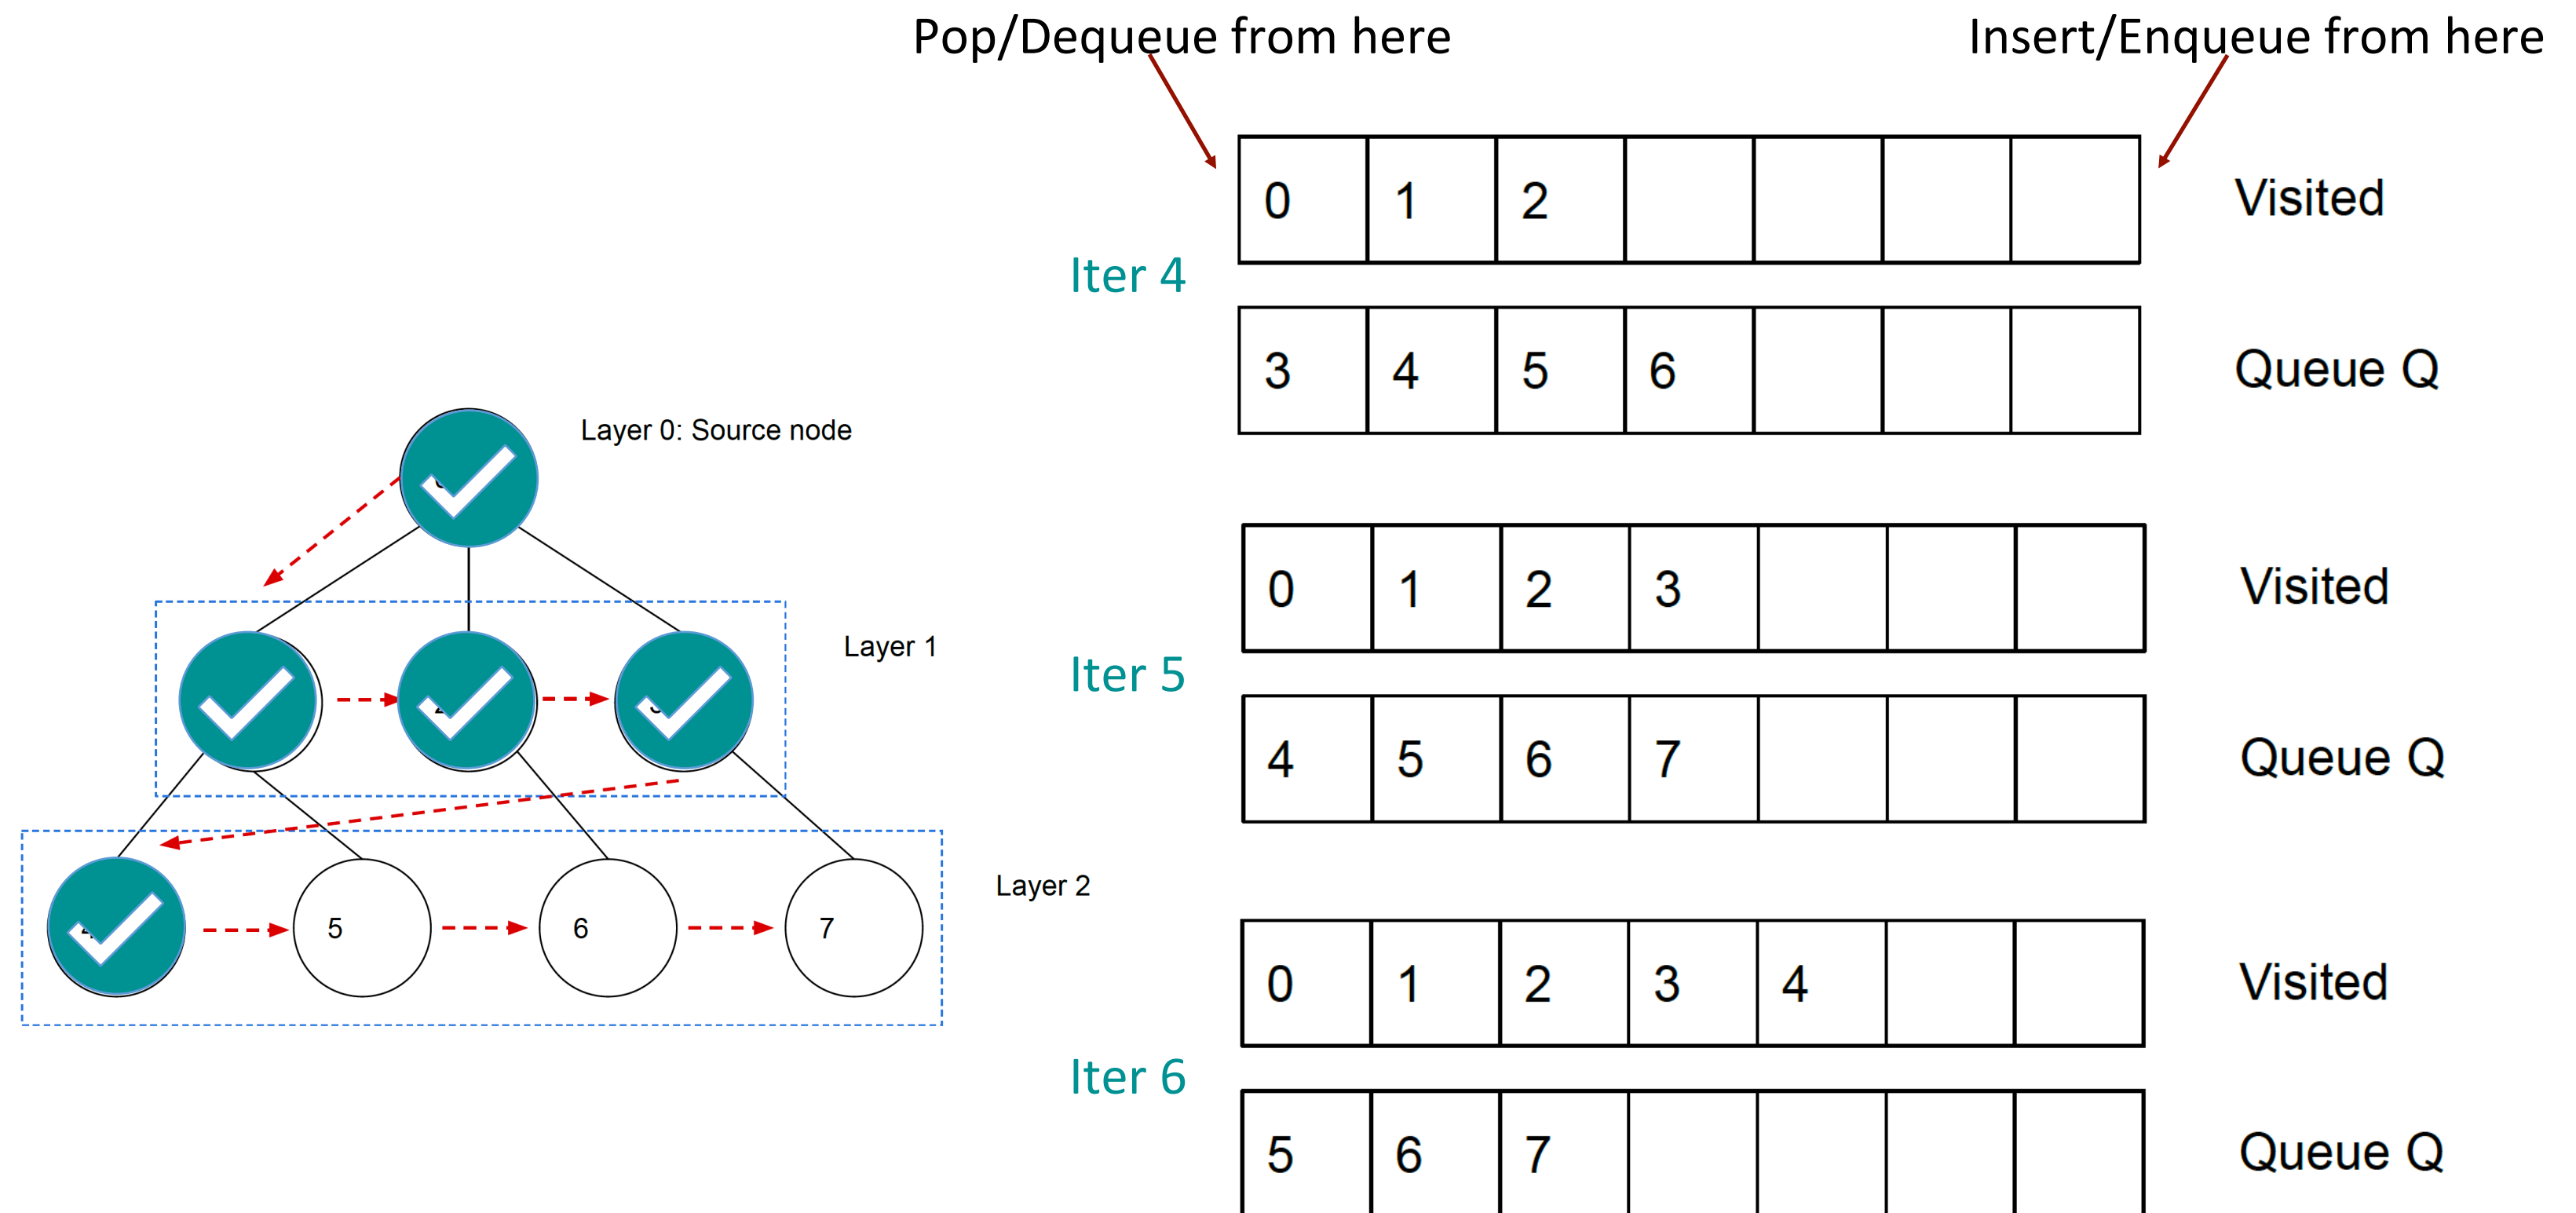 Pop/Dequeue from here
Insert/Enqueue from here
0 1 2
Visited
Iter 4
3 4 5 6
Queue Q
Layer 0: Source node
0 1 2 3
Visited
Layer 1
Iter 5
4 5 6 7
Queue Q
Layer 2
5
6
7
0 1 2 3 4
Visited
Iter 6
5 6 7
Queue Q